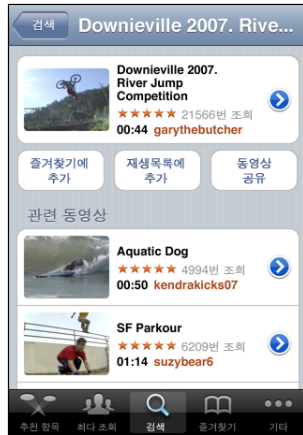 검색
Downieville 2007. Rive...
Downieville 2007.
River Jump
Competition
21566번 조회
00:44 garythebutcher
즐겨찾기에
추가
재생목록에
추가
동영상
공유
관련 동영상
Aquatic Dog
4994번 조회
00:50 kendrakicks07
SF Parkour
6209번 조회
01:14 suzybear6
추천 항목
최다 조회
검색
즐겨찾기
기타